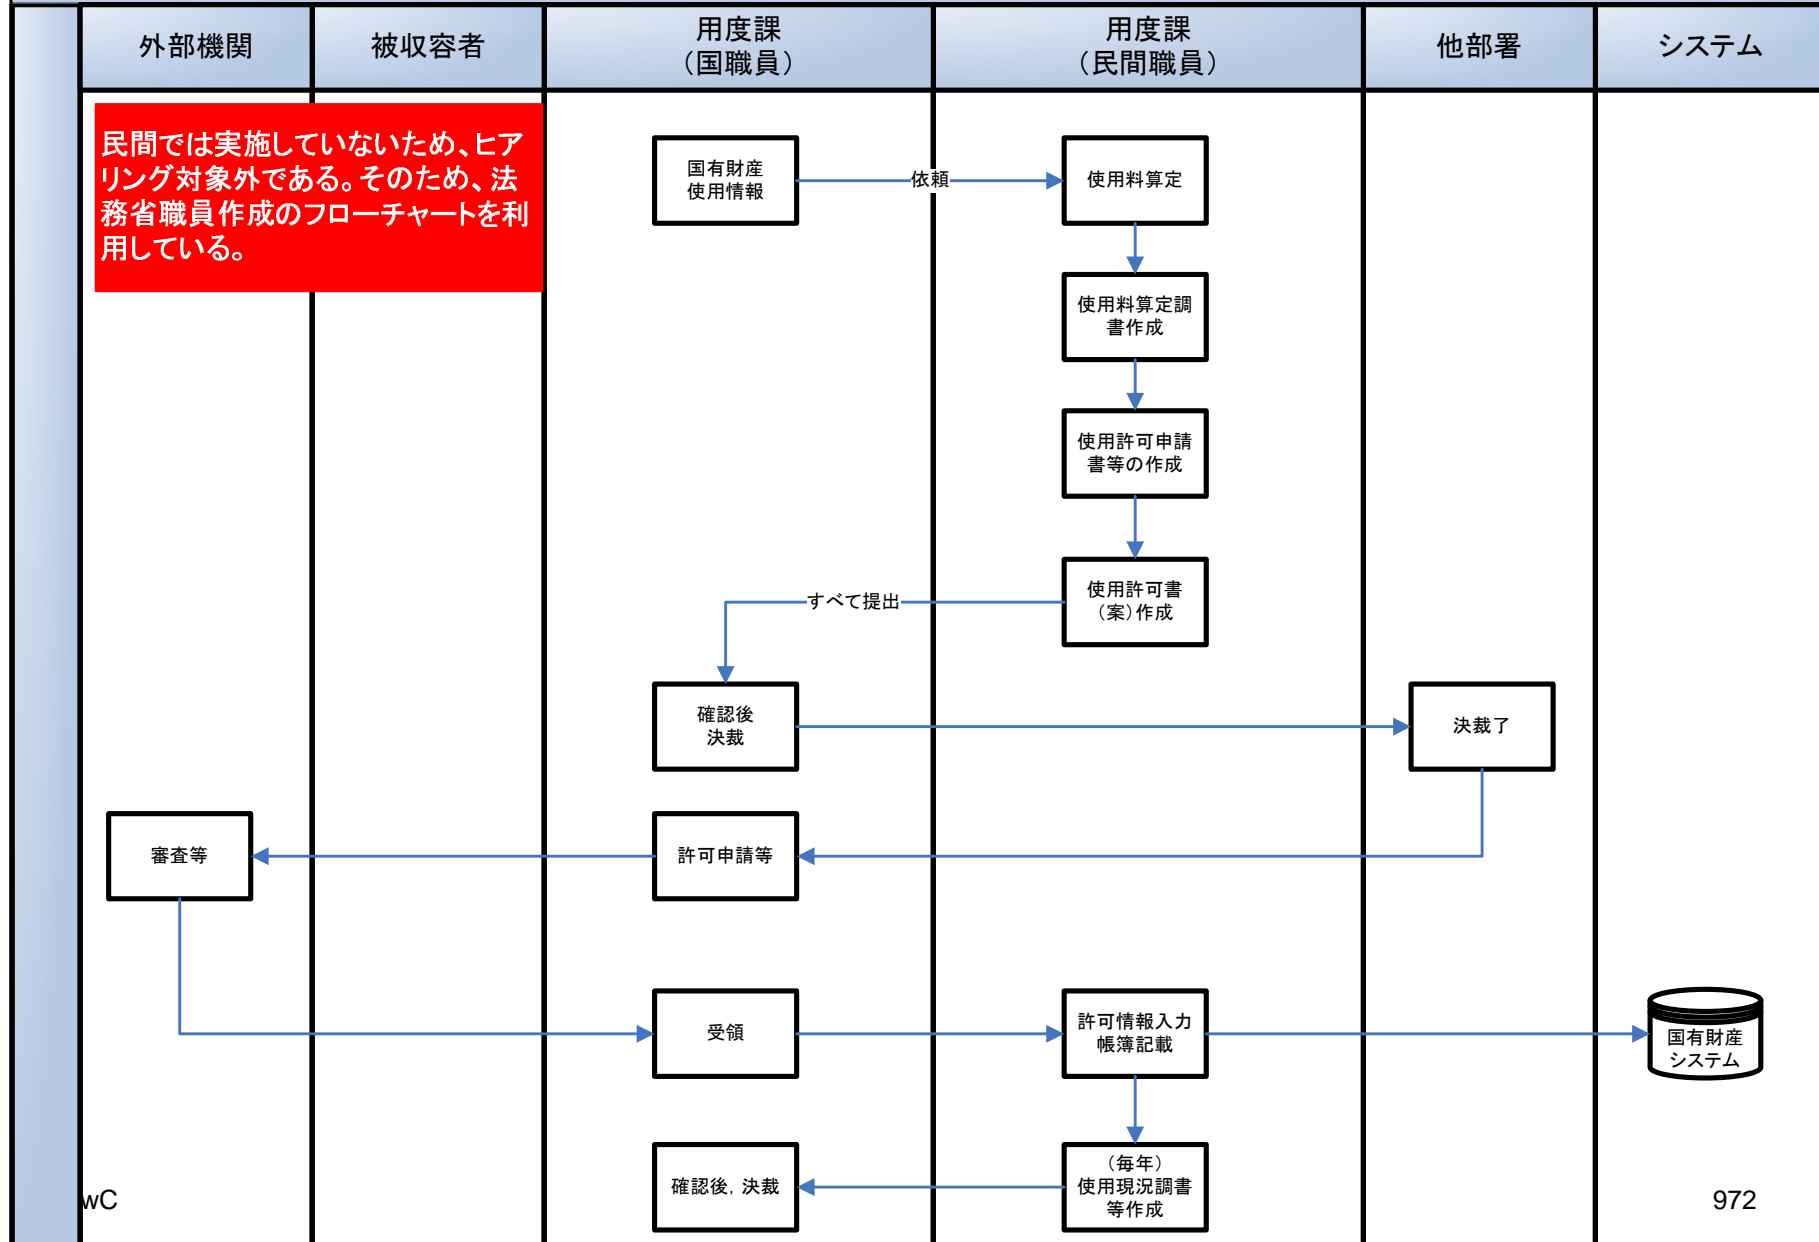 外部機関
被収容者
用度課
（国職員）
用度課
（民間職員）
他部署
システム
民間では実施していないため、ヒア
リング対象外である。そのため、法
務省職員作成のフローチャートを利
用している。
国有財産
使用情報
依頼
使用料算定
使用料算定調
書作成
使用許可申請
書等の作成
使用許可書
（案）作成
すべて提出
確認後
決裁
決裁了
審査等
許可申請等
受領
許可情報入力
帳簿記載
国有財産
システム
確認後，決裁
（毎年）
使用現況調書
等作成
wC
972